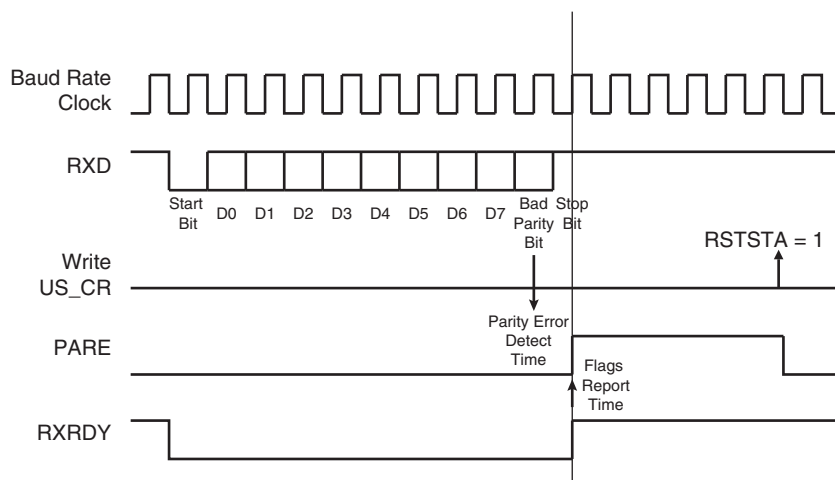 Baud Rate
Clock
RXD
Start
Bit
D0 D1 D2 D3 D4 D5 D6 D7
Bad
Parity
Bit
Stop
Bit
RSTSTA = 1
Write
US_CR
Parity Error
Detect
Time
PARE
Flags
Report
Time
RXRDY